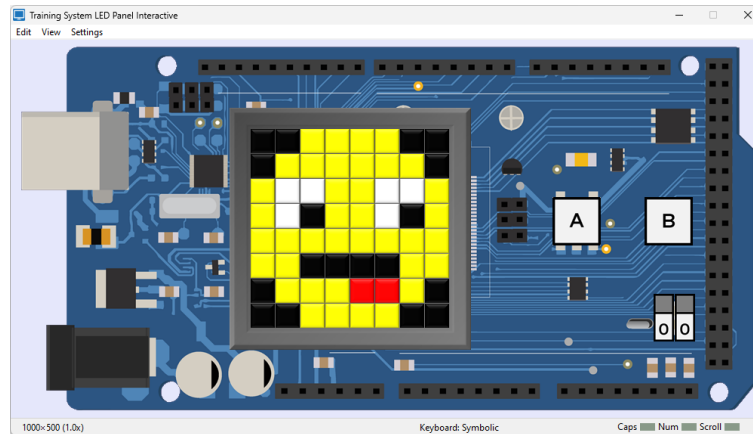 Training System LED Panel Interactive
Edit View Settings
A B
0 0
1000×500 (1.0x) Keyboard: Symbolic Caps Num Scroll